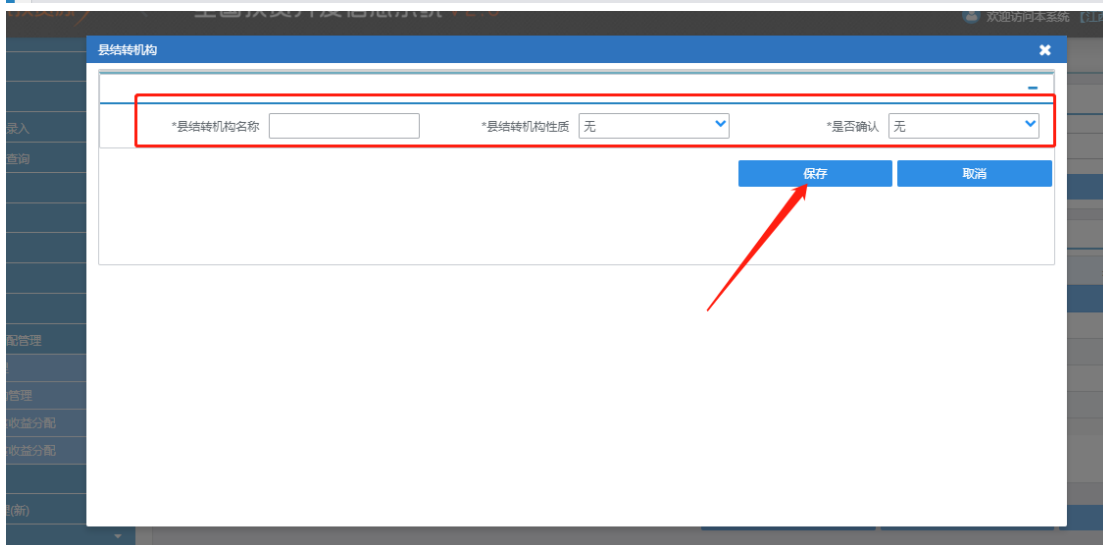 欢迎访问本系统
县结转机构
*县结转机构名称 *县结转机构性质 无 *是否确认 无
保存 取消
录入
查询
配管理
管理
收益分配
收益分配
(新)